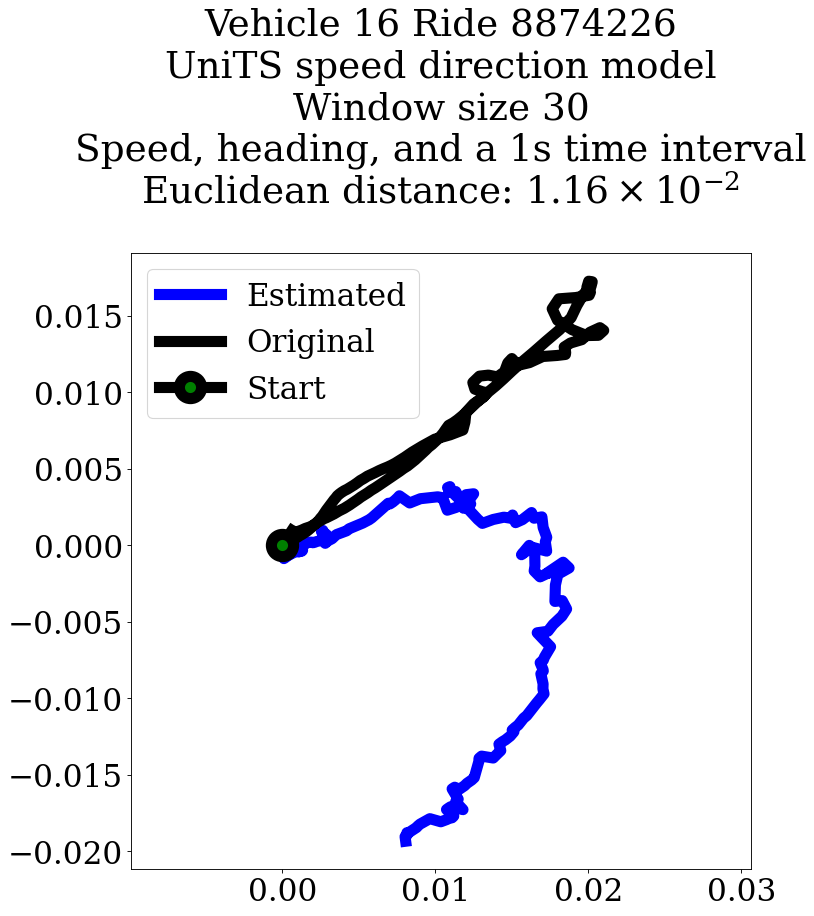 Vehicle 16 Ride 8874226
UniTS speed direction model
Window size 30
Speed, heading, and a 1s time interval
Euclidean distance: 1.16 × 10⁻²
Estimated
Original
Start
0.015
0.010
0.005
0.000
−0.005
−0.010
−0.015
−0.020
0.00 0.01 0.02 0.03